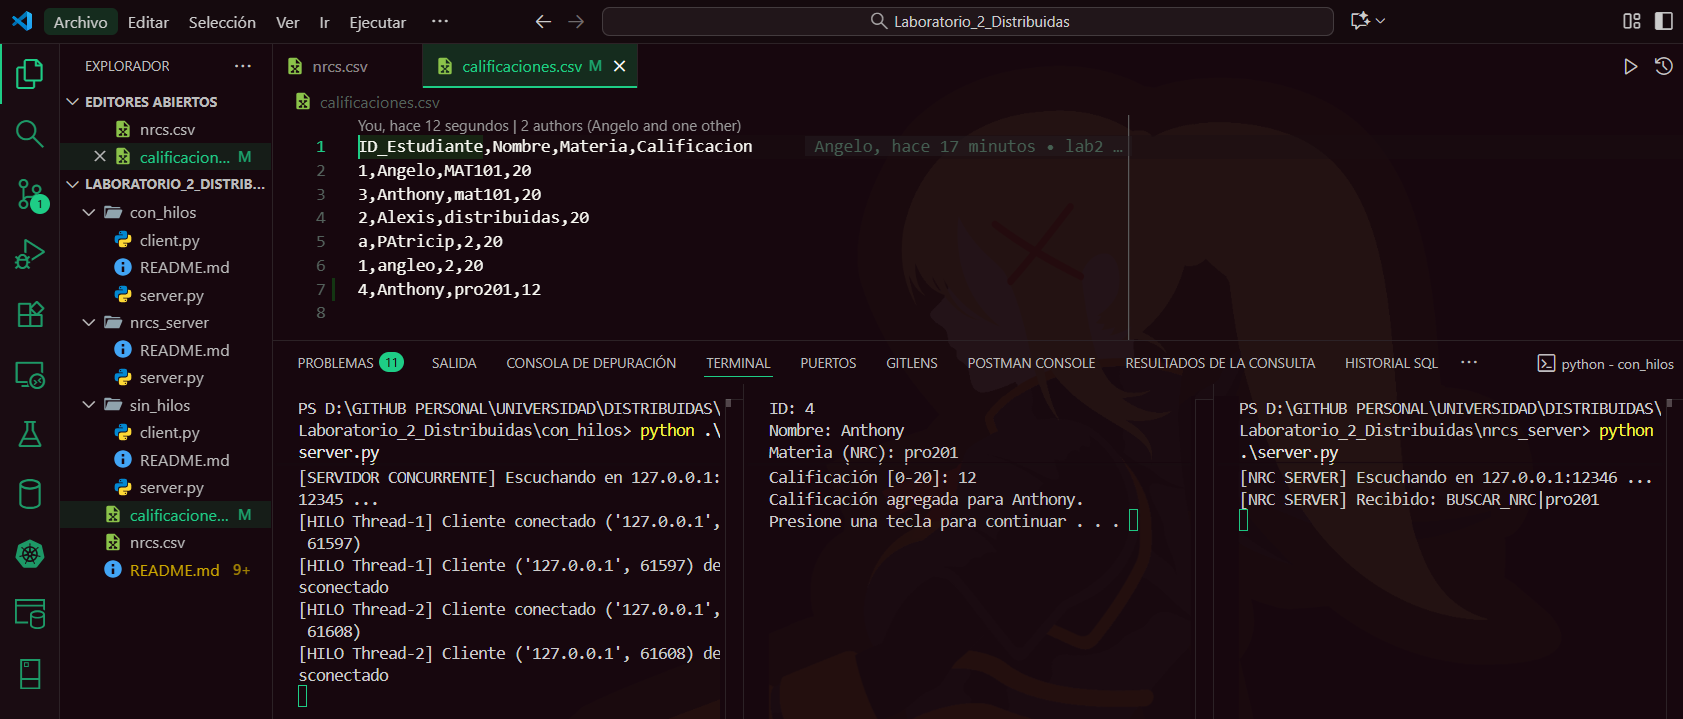 Archivo Editar Selección Ver Ir Ejecutar ···
Laboratorio_2_Distribuidas
EXPLORADOR ···
EDITORES ABIERTOS
nrcs.csv
calificacion... M
LABORATORIO_2_DISTRIB...
con_hilos
client.py
README.md
server.py
nrcs_server
README.md
server.py
sin_hilos
client.py
README.md
server.py
calificacione... M
nrcs.csv
README.md 9+
1
nrcs.csv
calificaciones.csv M
calificaciones.csv
You, hace 12 segundos | 2 authors (Angelo and one other)
1 ID_Estudiante,Nombre,Materia,Calificacion Angelo, hace 17 minutos • lab2 …
2 1,Angelo,MAT101,20
3 3,Anthony,mat101,20
4 2,Alexis,distribuidas,20
5 a,PAtricip,2,20
6 1,angleo,2,20
7 4,Anthony,pro201,12
8
PROBLEMAS 11 SALIDA CONSOLA DE DEPURACIÓN TERMINAL PUERTOS GITLENS POSTMAN CONSOLE RESULTADOS DE LA CONSULTA HISTORIAL SQL ··· python - con_hilos
PS D:\GITHUB PERSONAL\UNIVERSIDAD\DISTRIBUIDAS\
Laboratorio_2_Distribuidas\con_hilos> python .\
server.py
[SERVIDOR CONCURRENTE] Escuchando en 127.0.0.1:
12345 ...
[HILO Thread-1] Cliente conectado ('127.0.0.1',
61597)
[HILO Thread-1] Cliente ('127.0.0.1', 61597) de
sconectado
[HILO Thread-2] Cliente conectado ('127.0.0.1',
61608)
[HILO Thread-2] Cliente ('127.0.0.1', 61608) de
sconectado
ID: 4
Nombre: Anthony
Materia (NRC): pro201
Calificación [0-20]: 12
Calificación agregada para Anthony.
Presione una tecla para continuar . . .
PS D:\GITHUB PERSONAL\UNIVERSIDAD\DISTRIBUIDAS\
Laboratorio_2_Distribuidas\nrcs_server> python
.\server.py
[NRC SERVER] Escuchando en 127.0.0.1:12346 ...
[NRC SERVER] Recibido: BUSCAR_NRC|pro201